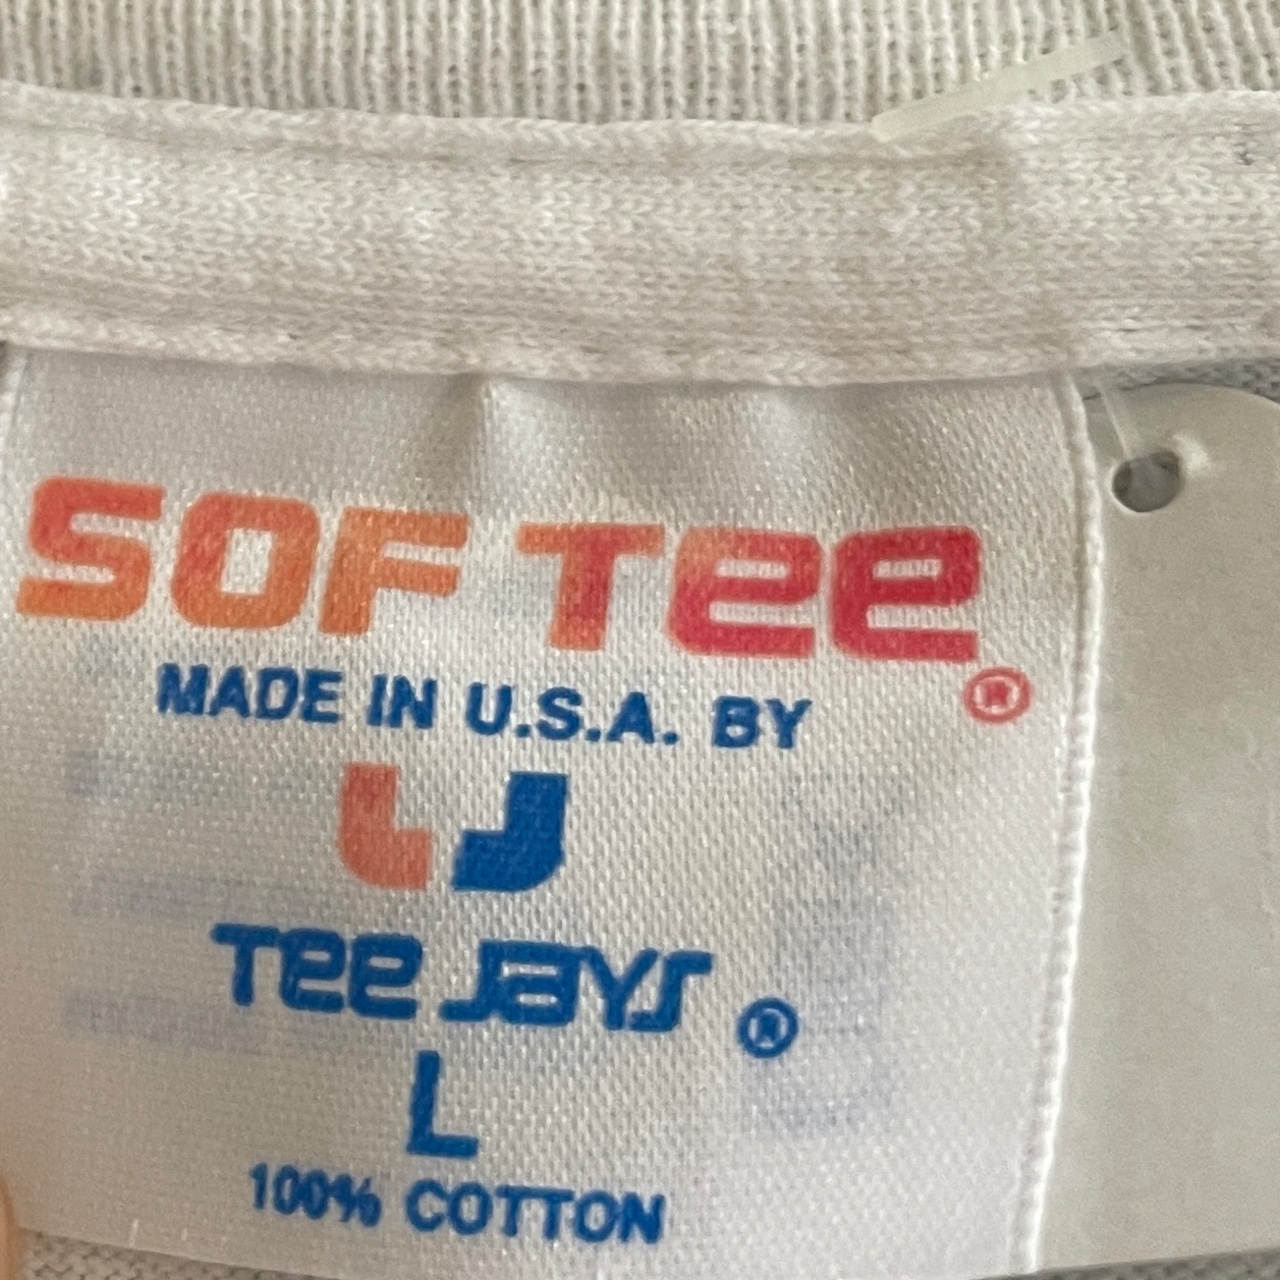 SOF TEE®
MADE IN U.S.A. BY
TEE JAYS®
L
100% COTTON